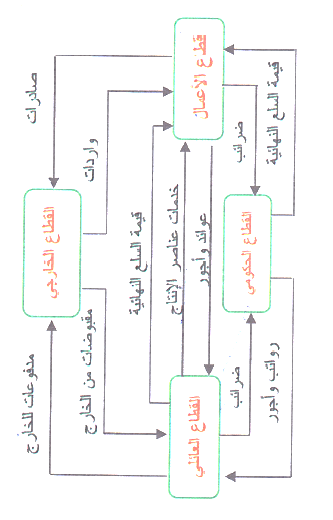 صادرات
واردات
القطاع الخارجي
مدفوعات للخارج
مقبوضات من الخارج
قطاع الأعمال
قيمة السلع النهائية
خدمات عناصر الإنتاج
عوائد وأجور
القطاع العائلي
ضرائب
قيمة السلع النهائية
القطاع الحكومي
ضرائب
رواتب وأجور